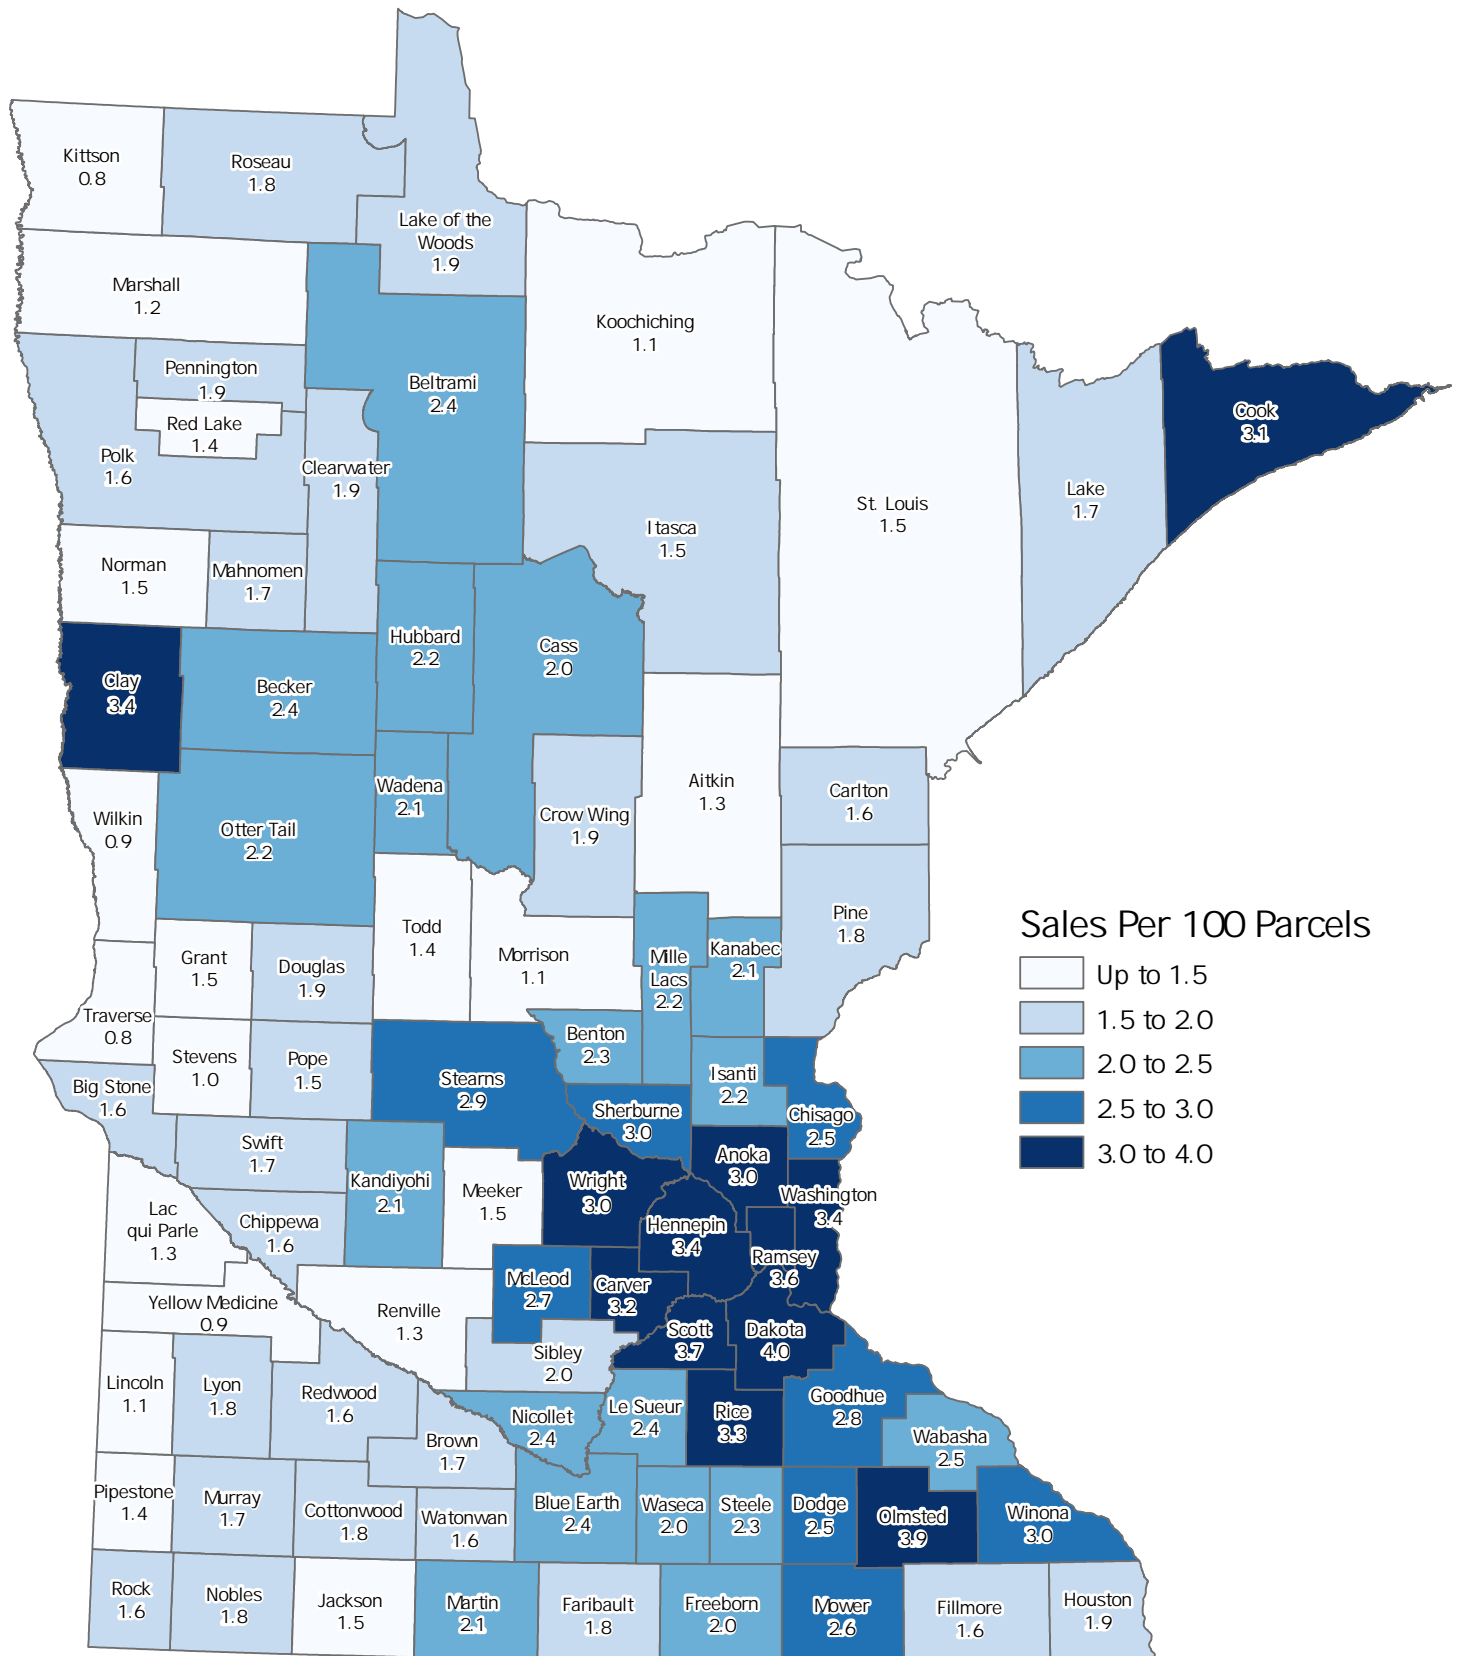 Kittson
0.8
Roseau
1.8
Lake of the
Woods
1.9
Marshall
1.2
Koochiching
1.1
Pennington
1.9
Beltrami
2.4
Red Lake
1.4
Polk
1.6
Clearwater
1.9
Cook
3.1
Lake
1.7
St. Louis
1.5
Itasca
1.5
Norman
1.5
Mahnomen
1.7
Hubbard
2.2
Cass
2.0
Clay
3.4
Becker
2.4
Wadena
2.1
Aitkin
1.3
Carlton
1.6
Wilkin
0.9
Otter Tail
2.2
Crow Wing
1.9
Todd
1.4
Morrison
1.1
Mille
Lacs
2.2
Kanabec
2.1
Pine
1.8
Sales Per 100 Parcels
Up to 1.5
1.5 to 2.0
2.0 to 2.5
2.5 to 3.0
3.0 to 4.0
Grant
1.5
Douglas
1.9
Traverse
0.8
Stevens
1.0
Pope
1.5
Benton
2.3
Big Stone
1.6
Stearns
2.9
Isanti
2.2
Sherburne
3.0
Chisago
2.5
Swift
1.7
Kandiyohi
2.1
Meeker
1.5
Wright
3.0
Anoka
3.0
Washington
3.4
Lac
qui Parle
1.3
Chippewa
1.6
Hennepin
3.4
Ramsey
3.6
McLeod
2.7
Carver
3.2
Yellow Medicine
0.9
Renville
1.3
Sibley
2.0
Scott
3.7
Dakota
4.0
Lincoln
1.1
Lyon
1.8
Redwood
1.6
Brown
1.7
Nicollet
2.4
Le Sueur
2.4
Rice
3.3
Goodhue
2.8
Wabasha
2.5
Pipestone
1.4
Murray
1.7
Cottonwood
1.8
Watonwan
1.6
Blue Earth
2.4
Waseca
2.0
Steele
2.3
Dodge
2.5
Olmsted
3.9
Winona
3.0
Rock
1.6
Nobles
1.8
Jackson
1.5
Martin
2.1
Faribault
1.8
Freeborn
2.0
Mower
2.6
Fillmore
1.6
Houston
1.9